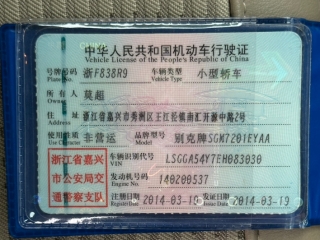 中华人民共和国机动车行驶证
Vehicle License of the People's Republic of China
号牌号码 浙F838R9 车辆类型 小型轿车
Plate No. Vehicle Type
所有人 莫超
Owner
住址 浙江省嘉兴市秀洲区王江泾镇南汇开源中路2号
Address
使用性质 非营运 品牌型号 别克牌SGM7201EYAA
Use Character Model
浙江省嘉兴市公安局交通警察支队
车辆识别代号 LSGGA54Y7EH083030
VIN
发动机号码 140200537
Engine No.
注册日期 2014-03-19 发证日期 2014-03-19
Register Date Issue Date